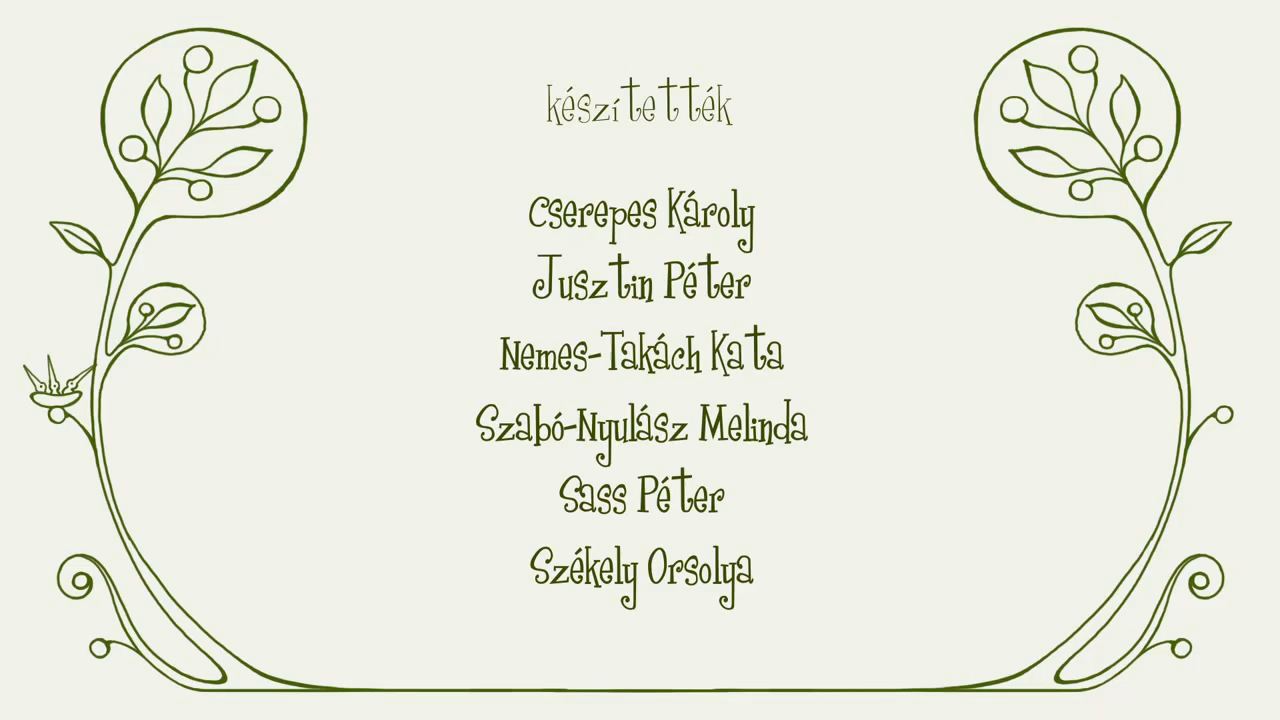 készítették
Cserepes Károly
Jusztin Péter
Nemes-Takách Kata
Szabó-Nyulász Melinda
Sass Péter
Székely Orsolya